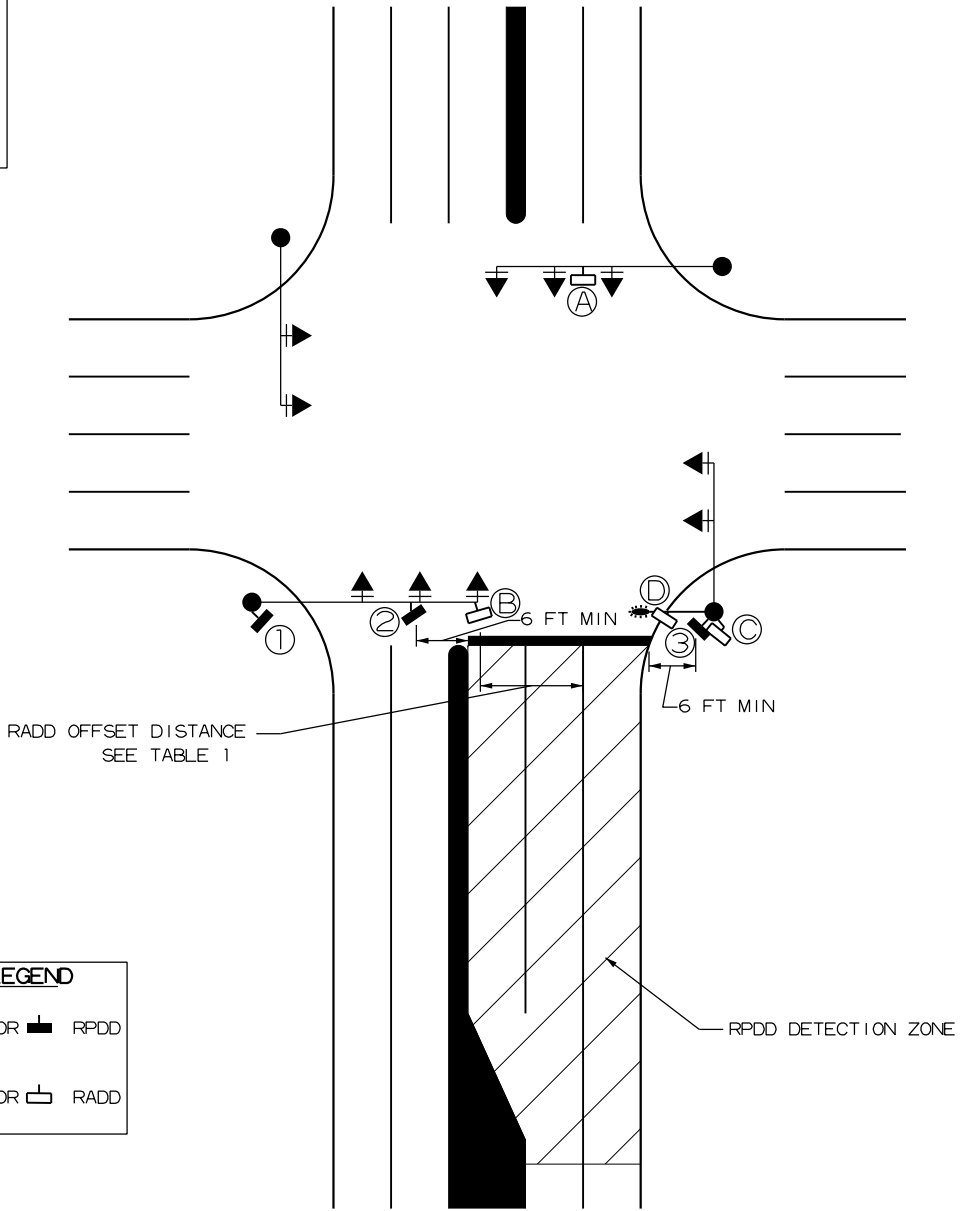 A
D
B
2
6 FT MIN
1
3
C
6 FT MIN
RADD OFFSET DISTANCE
SEE TABLE 1
LEGEND
OR RPDD
RPDD DETECTION ZONE
OR RADD